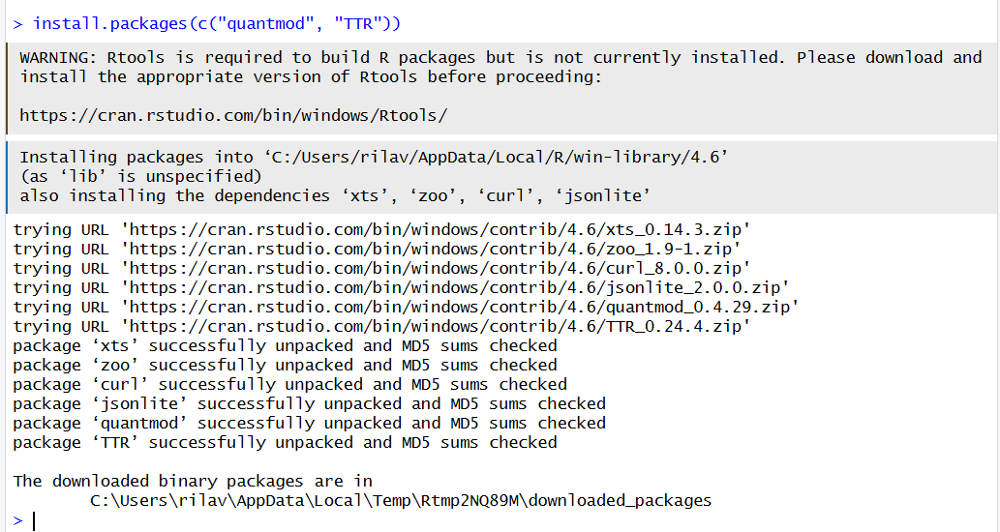 > install.packages(c("quantmod", "TTR"))
WARNING: Rtools is required to build R packages but is not currently installed. Please download and
install the appropriate version of Rtools before proceeding:
https://cran.rstudio.com/bin/windows/Rtools/
Installing packages into ‘C:/Users/rilav/AppData/Local/R/win-library/4.6’
(as ‘lib’ is unspecified)
also installing the dependencies ‘xts’, ‘zoo’, ‘curl’, ‘jsonlite’
trying URL 'https://cran.rstudio.com/bin/windows/contrib/4.6/xts_0.14.3.zip'
trying URL 'https://cran.rstudio.com/bin/windows/contrib/4.6/zoo_1.9-1.zip'
trying URL 'https://cran.rstudio.com/bin/windows/contrib/4.6/curl_8.0.0.zip'
trying URL 'https://cran.rstudio.com/bin/windows/contrib/4.6/jsonlite_2.0.0.zip'
trying URL 'https://cran.rstudio.com/bin/windows/contrib/4.6/quantmod_0.4.29.zip'
trying URL 'https://cran.rstudio.com/bin/windows/contrib/4.6/TTR_0.24.4.zip'
package ‘xts’ successfully unpacked and MD5 sums checked
package ‘zoo’ successfully unpacked and MD5 sums checked
package ‘curl’ successfully unpacked and MD5 sums checked
package ‘jsonlite’ successfully unpacked and MD5 sums checked
package ‘quantmod’ successfully unpacked and MD5 sums checked
package ‘TTR’ successfully unpacked and MD5 sums checked
The downloaded binary packages are in
C:\Users\rilav\AppData\Local\Temp\Rtmp2NQ89M\downloaded_packages
>